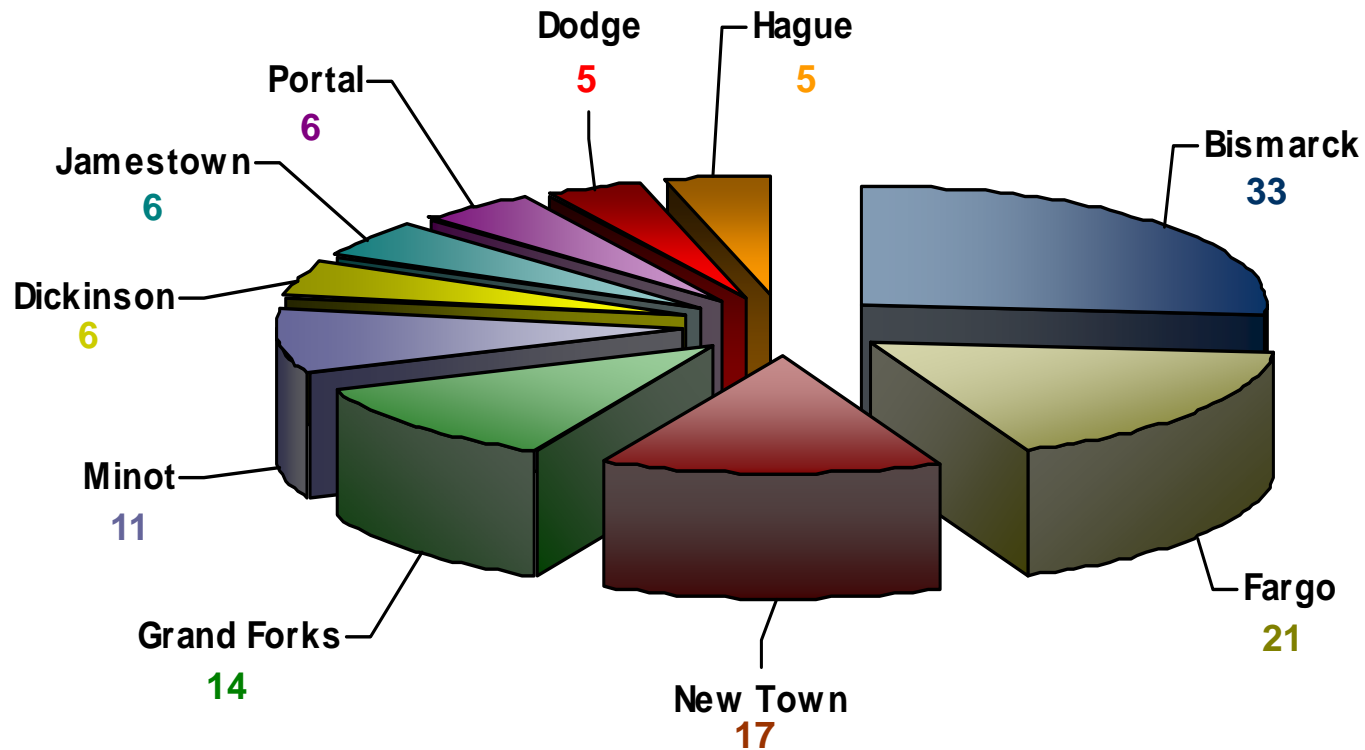 Dodge
5
Hague
5
Portal
6
Bismarck
33
Jamestown
6
Dickinson
6
Minot
11
Fargo
21
Grand Forks
14
New Town
17